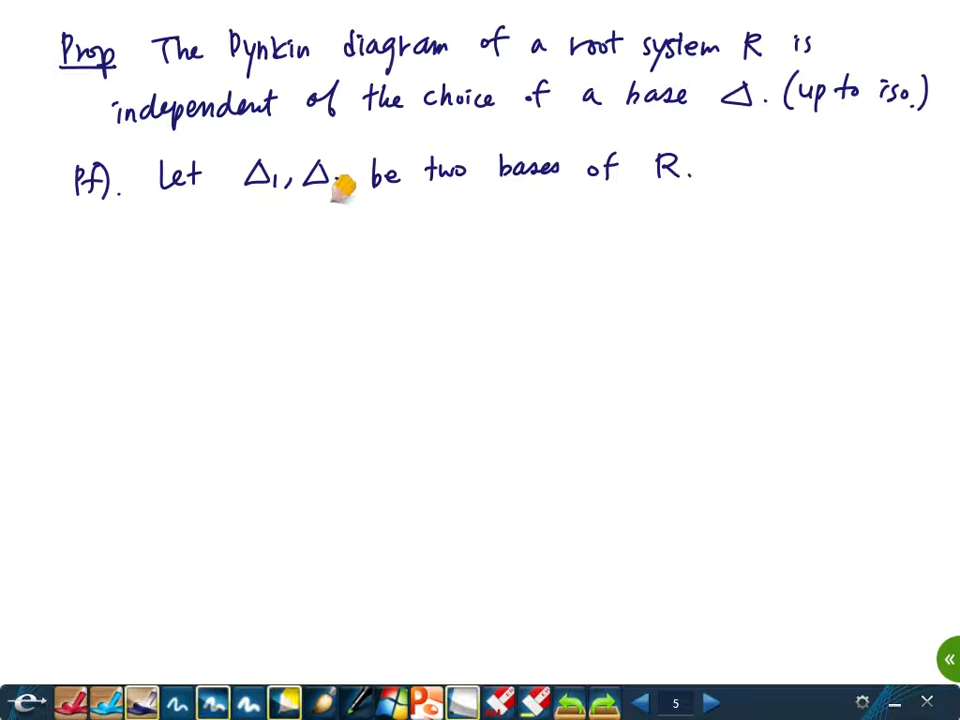 Prop The Dynkin diagram of a root system R is
independent of the choice of a base Δ. (up to iso.)
Pf). Let Δ₁, Δ be two bases of R.
5